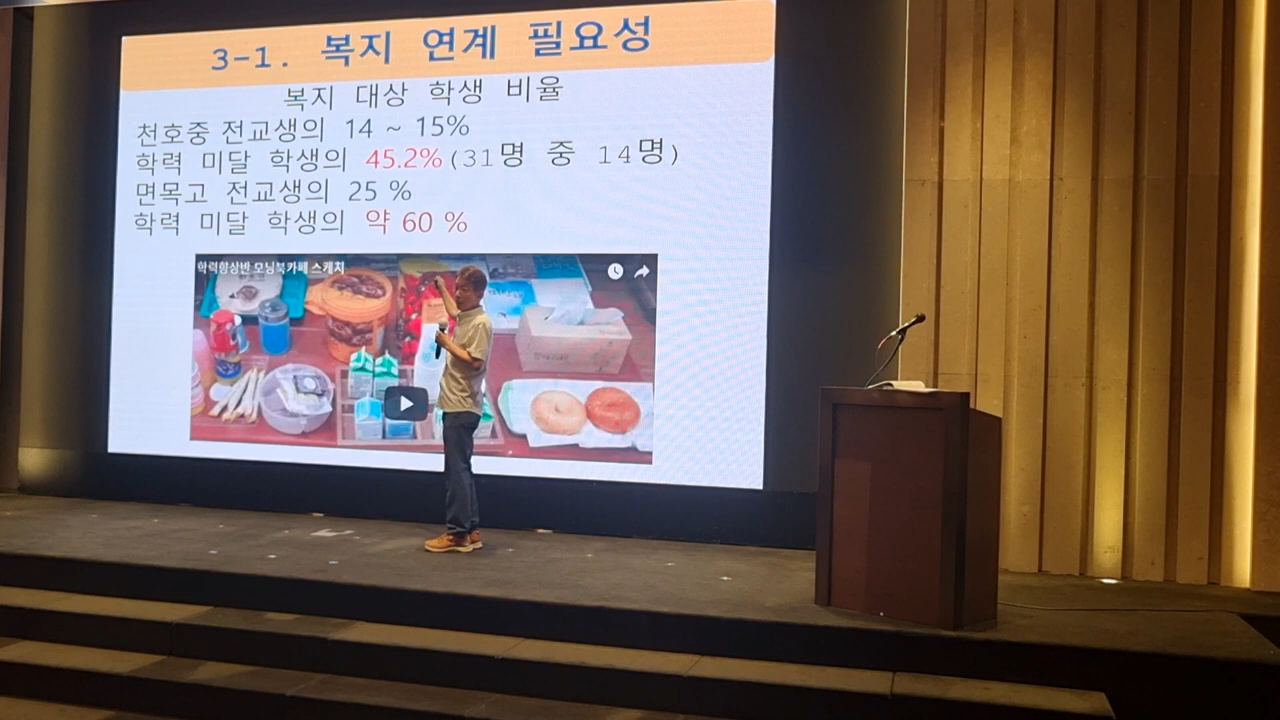 3-1. 복지 연계 필요성
복지 대상 학생 비율
천호중 전교생의 14 ~ 15%
학력 미달 학생의 45.2%(31명 중 14명)
면목고 전교생의 25 %
학력 미달 학생의 약 60 %
학력향상반 모닝북카페 스케치